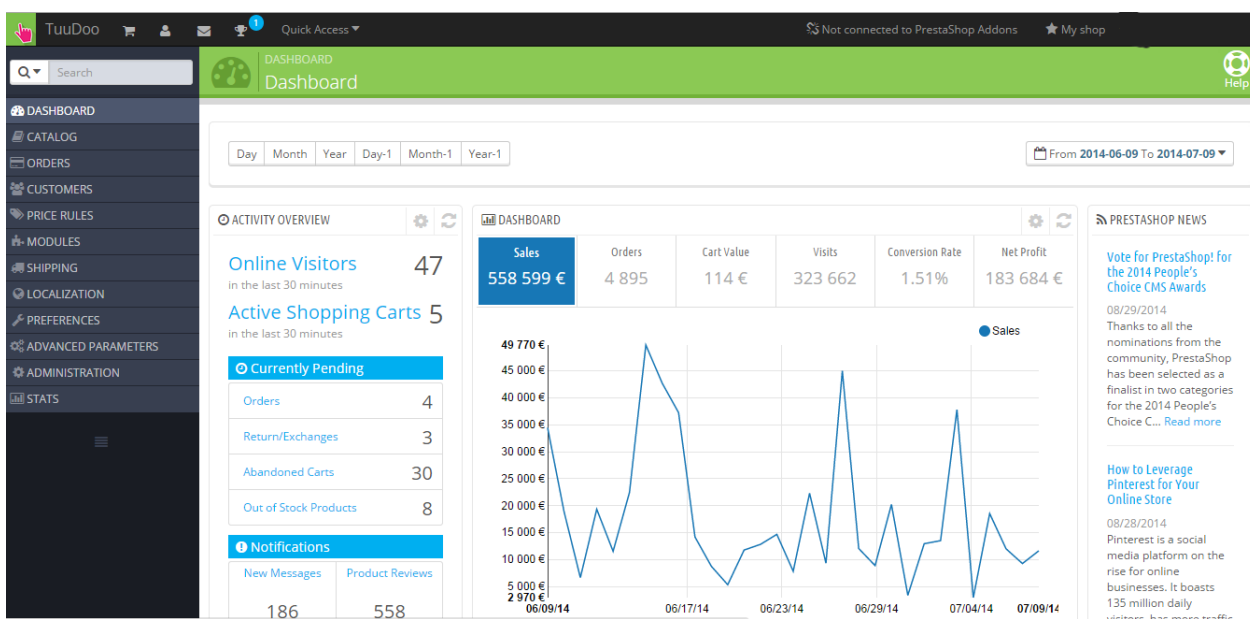 TuuDoo
1
Quick Access
Not connected to PrestaShop Addons
My shop
Search
DASHBOARD
Dashboard
Help
DASHBOARD
CATALOG
ORDERS
CUSTOMERS
PRICE RULES
MODULES
SHIPPING
LOCALIZATION
PREFERENCES
ADVANCED PARAMETERS
ADMINISTRATION
STATS
Day Month Year Day-1 Month-1 Year-1
From 2014-06-09 To 2014-07-09
ACTIVITY OVERVIEW
Online Visitors 47
in the last 30 minutes
Active Shopping Carts 5
in the last 30 minutes
Currently Pending
Orders 4
Return/Exchanges 3
Abandoned Carts 30
Out of Stock Products 8
Notifications
New Messages Product Reviews
186 558
DASHBOARD
Sales Orders Cart Value Visits Conversion Rate Net Profit
558 599 € 4 895 114 € 323 662 1.51% 183 684 €
Sales
49 770 €
45 000 €
40 000 €
35 000 €
30 000 €
25 000 €
20 000 €
15 000 €
10 000 €
5 000 €
2 970 €
06/09/14 06/17/14 06/23/14 06/29/14 07/04/14 07/09/14
PRESTASHOP NEWS
Vote for PrestaShop! for
the 2014 People's
Choice CMS Awards
08/29/2014
Thanks to all the
nominations from the
community, PrestaShop
has been selected as a
finalist in two categories
for the 2014 People's
Choice C... Read more
How to Leverage
Pinterest for Your
Online Store
08/28/2014
Pinterest is a social
media platform on the
rise for online
businesses. It boasts
135 million daily
visitors, has more traffic